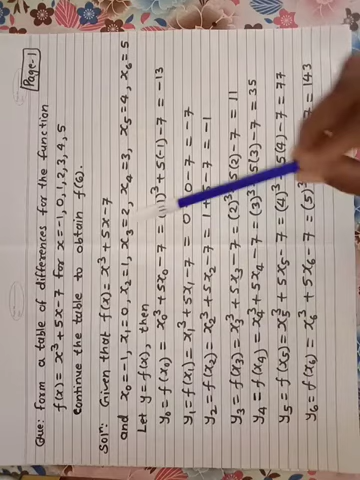 Page-1
Que: Form a table of differences for the function
f(x) = x³ + 5x - 7 for x = -1, 0, 1, 2, 3, 4, 5
continue the table to obtain f(6).
Solⁿ: Given that f(x) = x³ + 5x - 7
and x₀ = -1, x₁ = 0, x₂ = 1, x₃ = 2, x₄ = 3, x₅ = 4, x₆ = 5
Let y = f(x), then
y₀ = f(x₀) = x₀³ + 5x₀ - 7 = 1)³ + 5(-1) - 7 = -13
y₁ = f(x₁) = x₁³ + 5x₁ - 7 = 0 0 - 7 = -7
y₂ = f(x₂) = x₂³ + 5x₂ - 7 = 1 + - 7 = -1
y₃ = f(x₃) = x₃³ + 5x₃ - 7 = (2)³ 5(2) - 7 = 11
y₄ = f(x₄) = x₄³ + 5x₄ - 7 = (3)³ 5(3) - 7 = 35
y₅ = f(x₅) = x₅³ + 5x₅ - 7 = (4)³ 5(4) - 7 = 77
y₆ = f(x₆) = x₆³ + 5x₆ - 7 = (5)³ 7 = 143